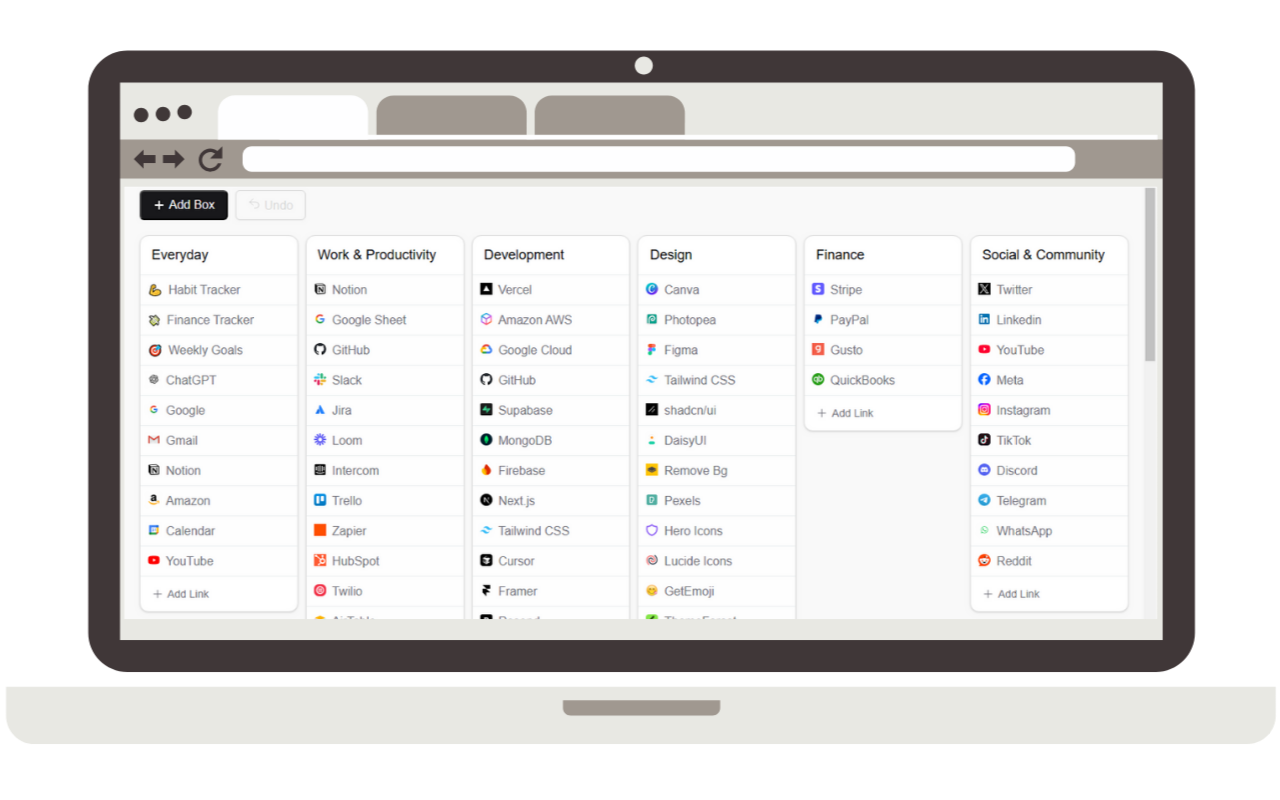 + Add Box
Undo
Everyday
Habit Tracker
Finance Tracker
Weekly Goals
ChatGPT
Google
Gmail
Notion
Amazon
Calendar
YouTube
+ Add Link
Work & Productivity
Notion
Google Sheet
GitHub
Slack
Jira
Loom
Intercom
Trello
Zapier
HubSpot
Twilio
Development
Vercel
Amazon AWS
Google Cloud
GitHub
Supabase
MongoDB
Firebase
Next.js
Tailwind CSS
Cursor
Framer
Design
Canva
Photopea
Figma
Tailwind CSS
shadcn/ui
DaisyUI
Remove Bg
Pexels
Hero Icons
Lucide Icons
GetEmoji
Finance
Stripe
PayPal
Gusto
QuickBooks
+ Add Link
Social & Community
Twitter
Linkedin
YouTube
Meta
Instagram
TikTok
Discord
Telegram
WhatsApp
Reddit
+ Add Link